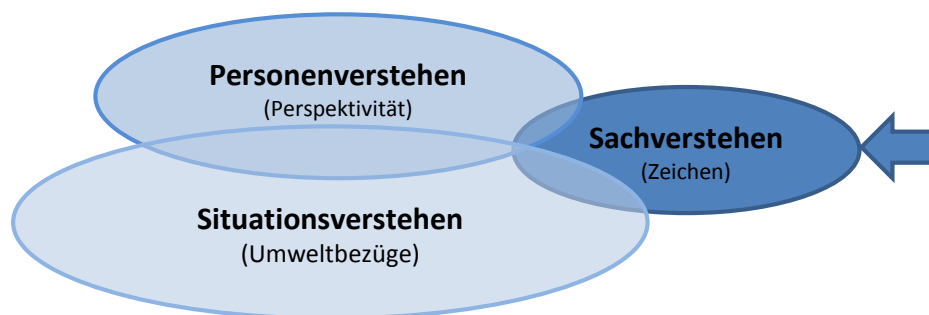 Personenverstehen
(Perspektivität)
Sachverstehen
(Zeichen)
Situationsverstehen
(Umweltbezüge)